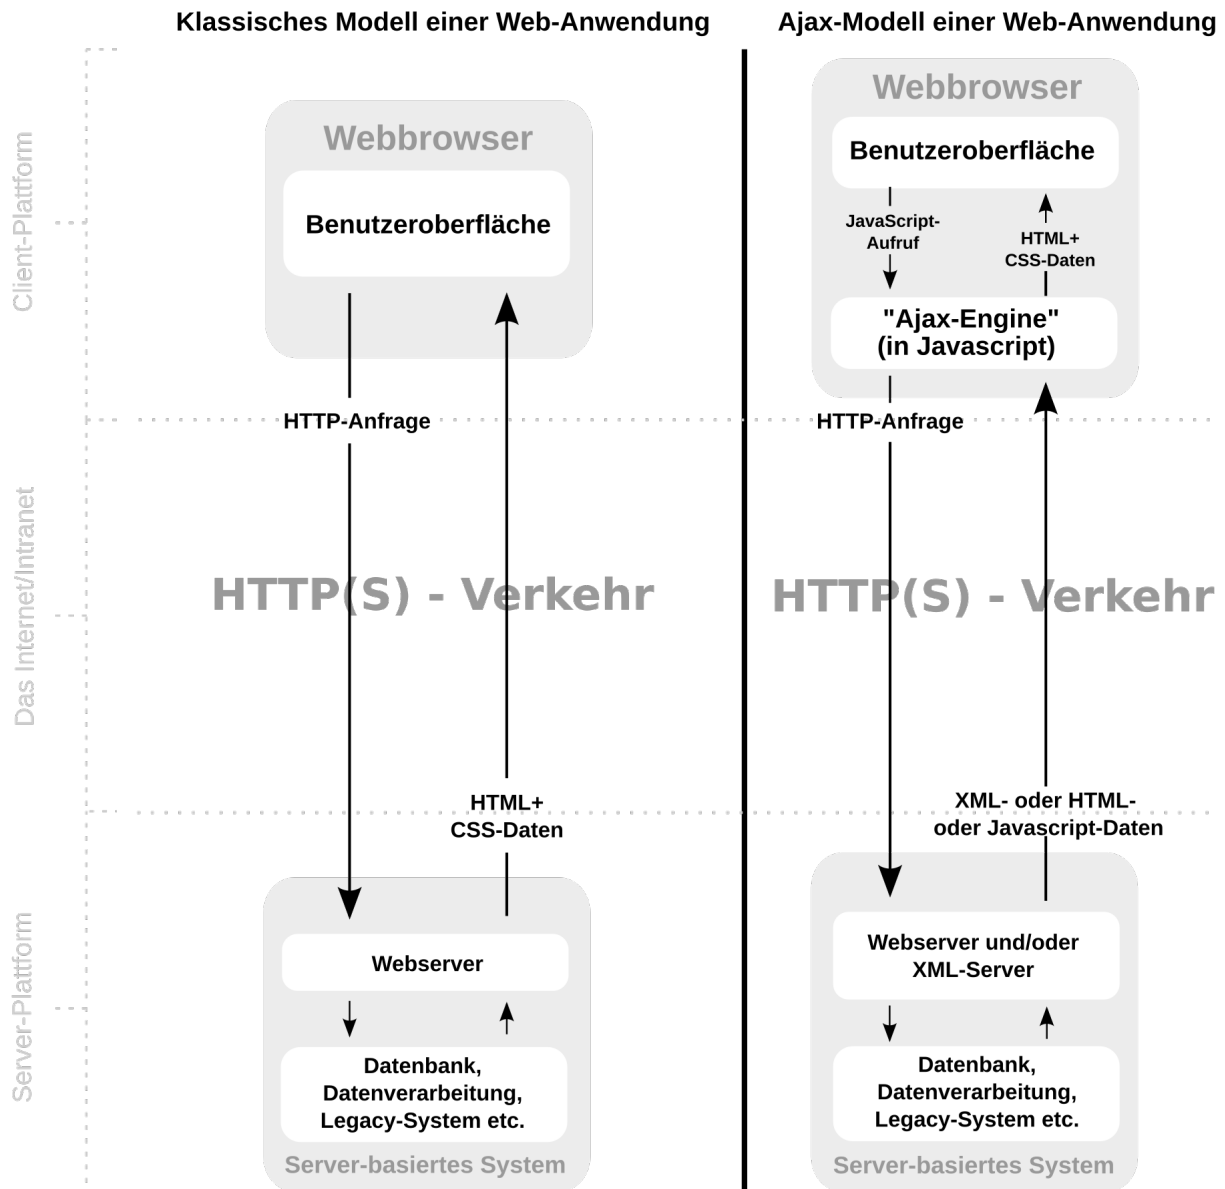 Klassisches Modell einer Web-Anwendung
Client-Plattform
Das Internet/Intranet
Server-Plattform
Webbrowser
Benutzeroberfläche
HTTP-Anfrage
HTTP(S) - Verkehr
HTML+
CSS-Daten
Webserver
Datenbank,
Datenverarbeitung,
Legacy-System etc.
Server-basiertes System
Ajax-Modell einer Web-Anwendung
Webbrowser
Benutzeroberfläche
JavaScript-
Aufruf
HTML+
CSS-Daten
"Ajax-Engine"
(in Javascript)
HTTP-Anfrage
HTTP(S) - Verkehr
XML- oder HTML-
oder Javascript-Daten
Webserver und/oder
XML-Server
Datenbank,
Datenverarbeitung,
Legacy-System etc.
Server-basiertes System